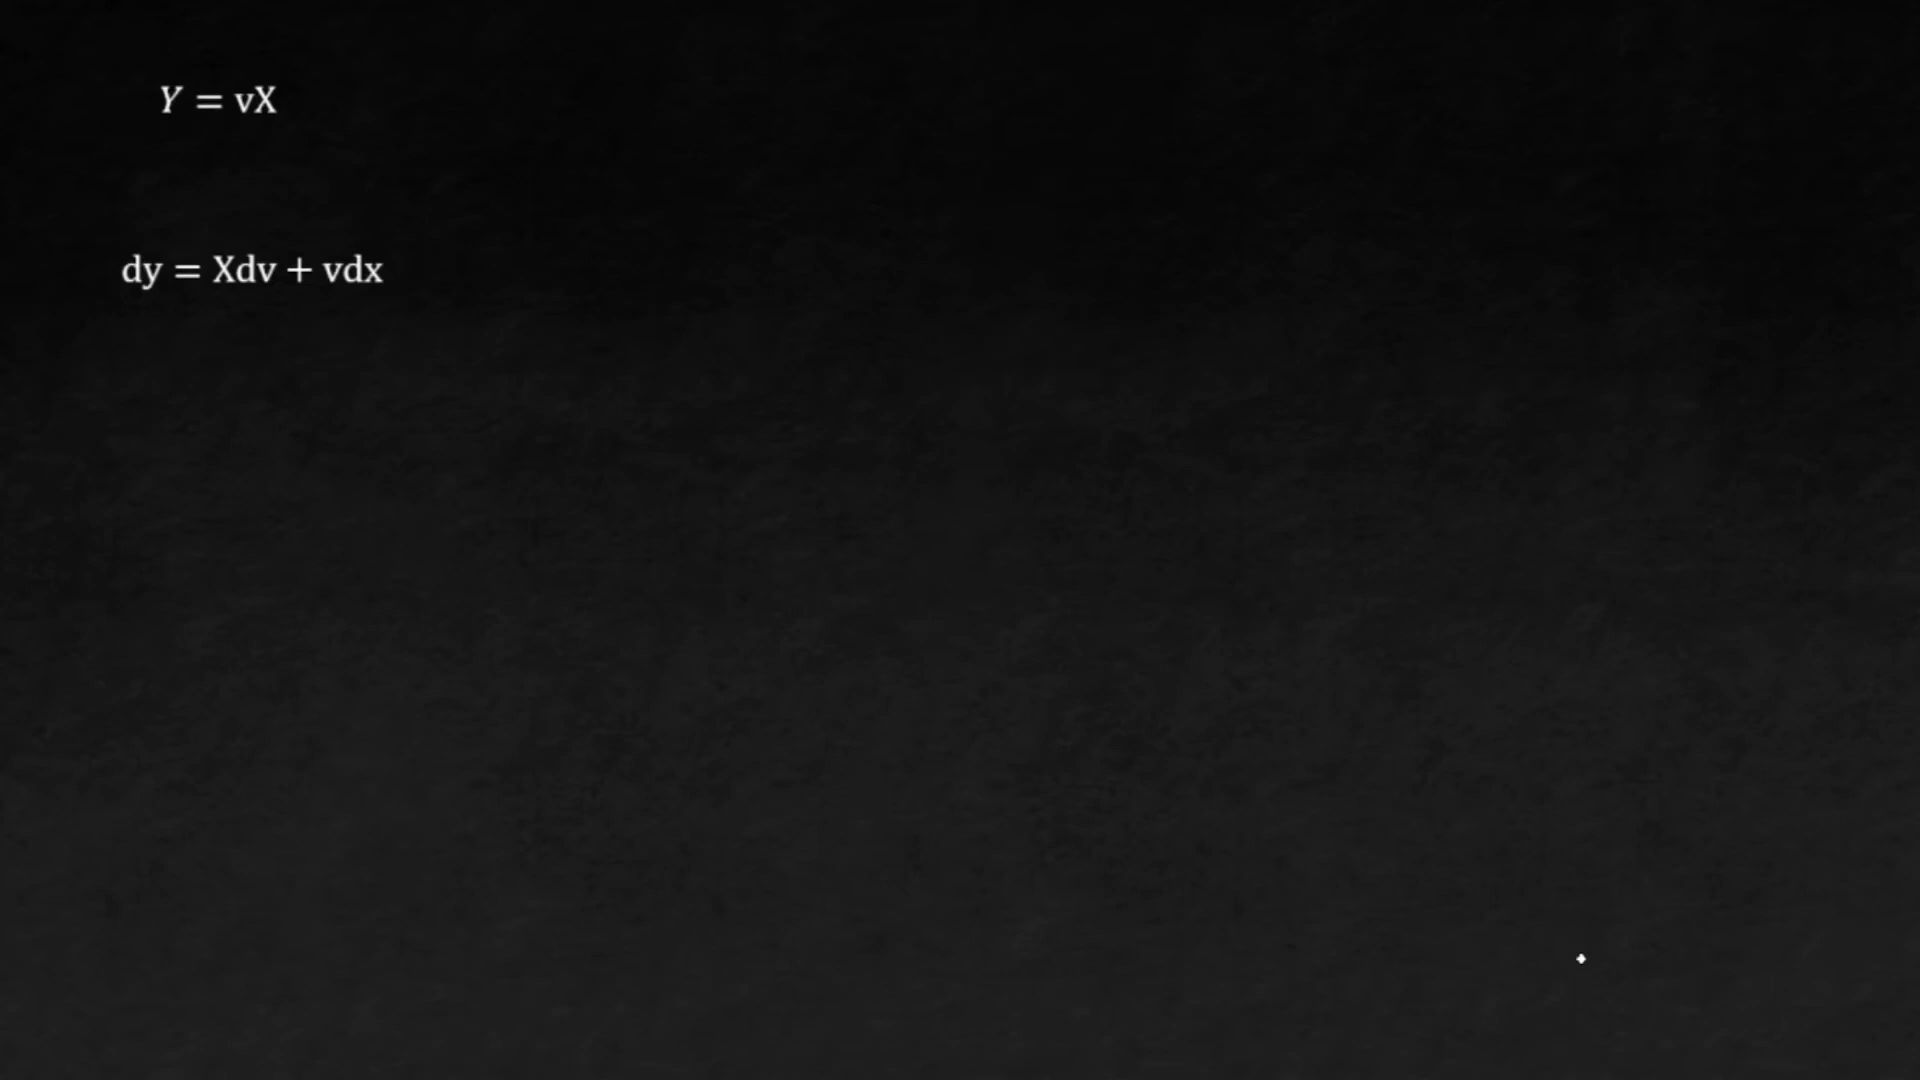 Y = vX
dy = Xdv + vdx